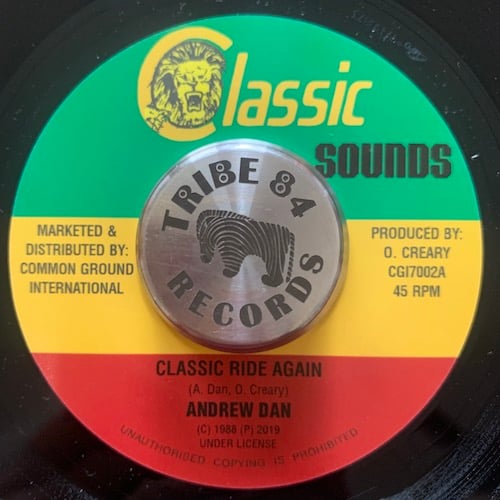 Classic
SOUNDS
TRIBE 84
RECORDS
MARKETED &
DISTRIBUTED BY:
COMMON GROUND
INTERNATIONAL
PRODUCED BY:
O. CREARY
CGI7002A
45 RPM
CLASSIC RIDE AGAIN
(A. Dan, O. Creary)
ANDREW DAN
(C) 1988 (P) 2019
UNDER LICENSE
UNAUTHORISED COPYING IS PROHIBITED